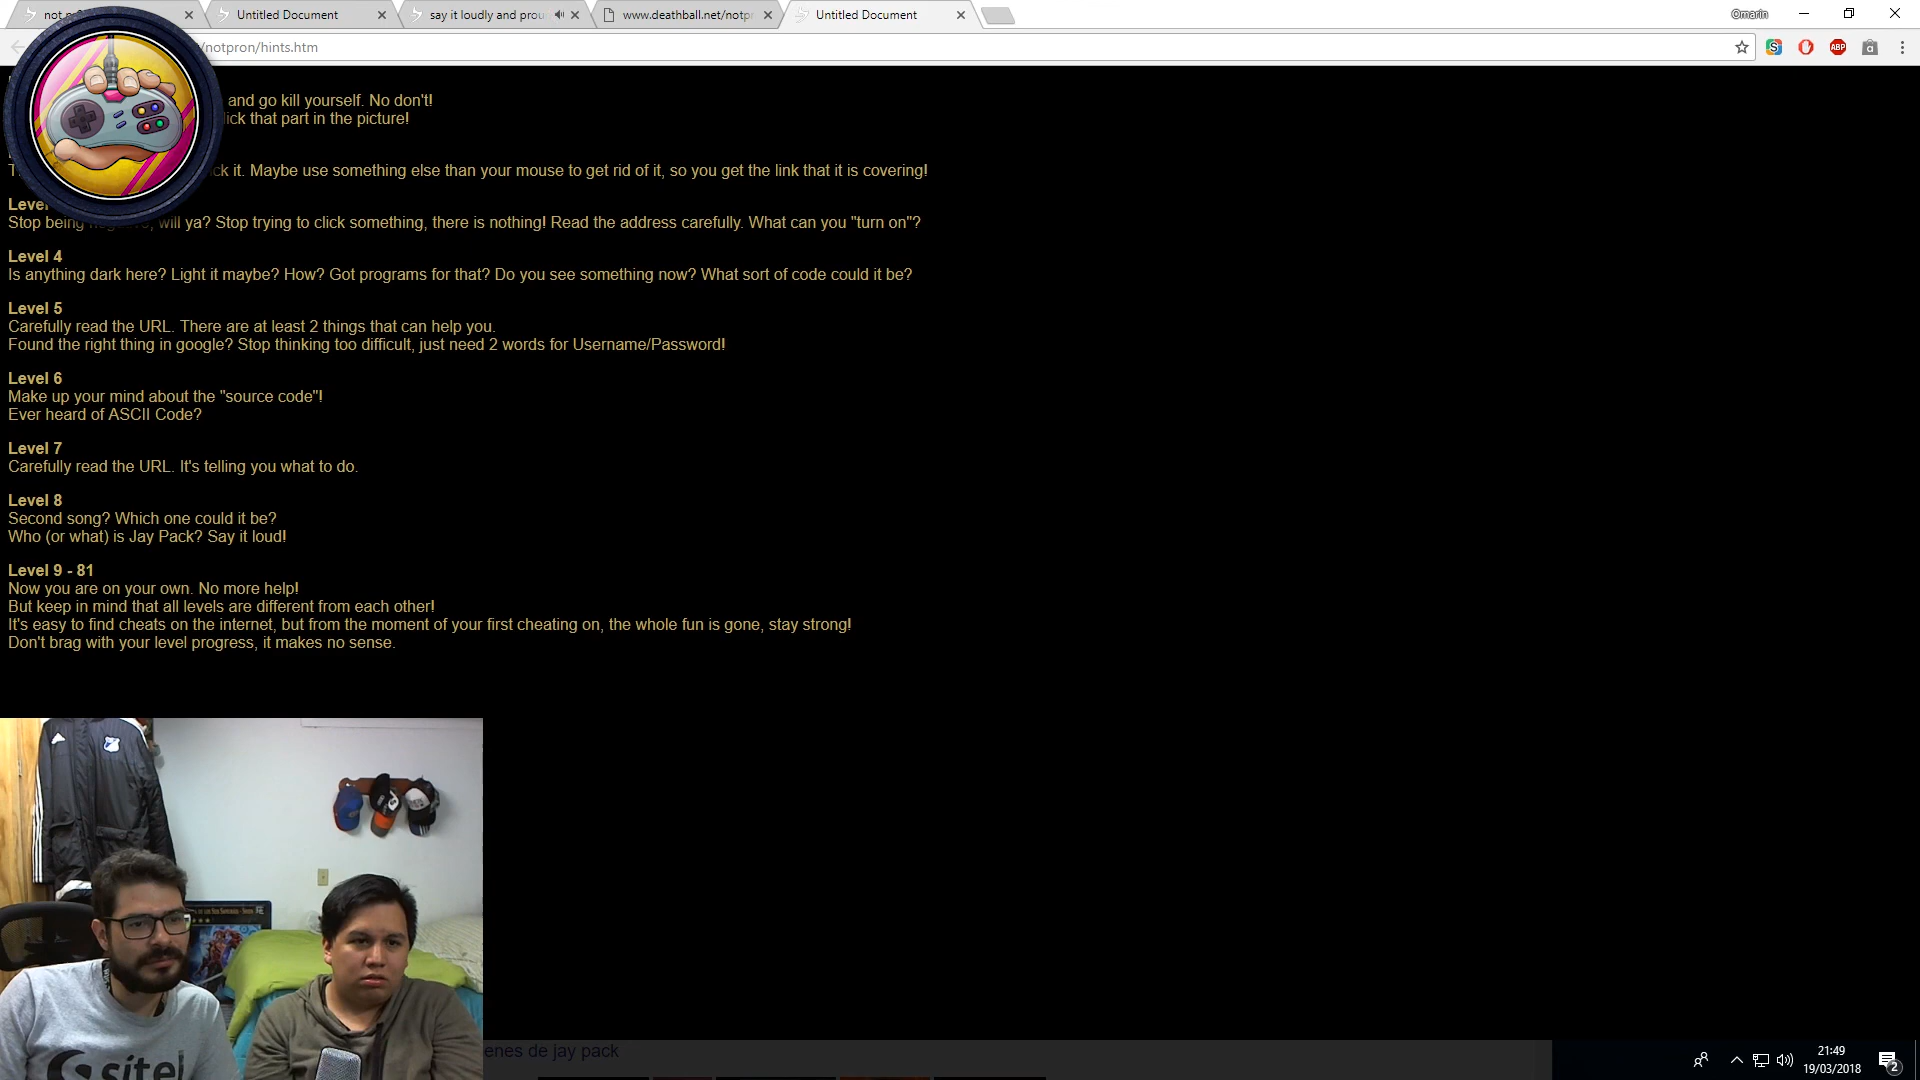 not p
Untitled Document
say it loudly and prou
www.deathball.net/notp
Untitled Document
Omarin
/notpron/hints.htm
and go kill yourself. No don't!
lick that part in the picture!
ck it. Maybe use something else than your mouse to get rid of it, so you get the link that it is covering!
Level
Stop being negative, will ya? Stop trying to click something, there is nothing! Read the address carefully. What can you "turn on"?
Level 4
Is anything dark here? Light it maybe? How? Got programs for that? Do you see something now? What sort of code could it be?
Level 5
Carefully read the URL. There are at least 2 things that can help you.
Found the right thing in google? Stop thinking too difficult, just need 2 words for Username/Password!
Level 6
Make up your mind about the "source code"!
Ever heard of ASCII Code?
Level 7
Carefully read the URL. It's telling you what to do.
Level 8
Second song? Which one could it be?
Who (or what) is Jay Pack? Say it loud!
Level 9 - 81
Now you are on your own. No more help!
But keep in mind that all levels are different from each other!
It's easy to find cheats on the internet, but from the moment of your first cheating on, the whole fun is gone, stay strong!
Don't brag with your level progress, it makes no sense.
sitel
enes de jay pack
21:49
19/03/2018
2
ABP